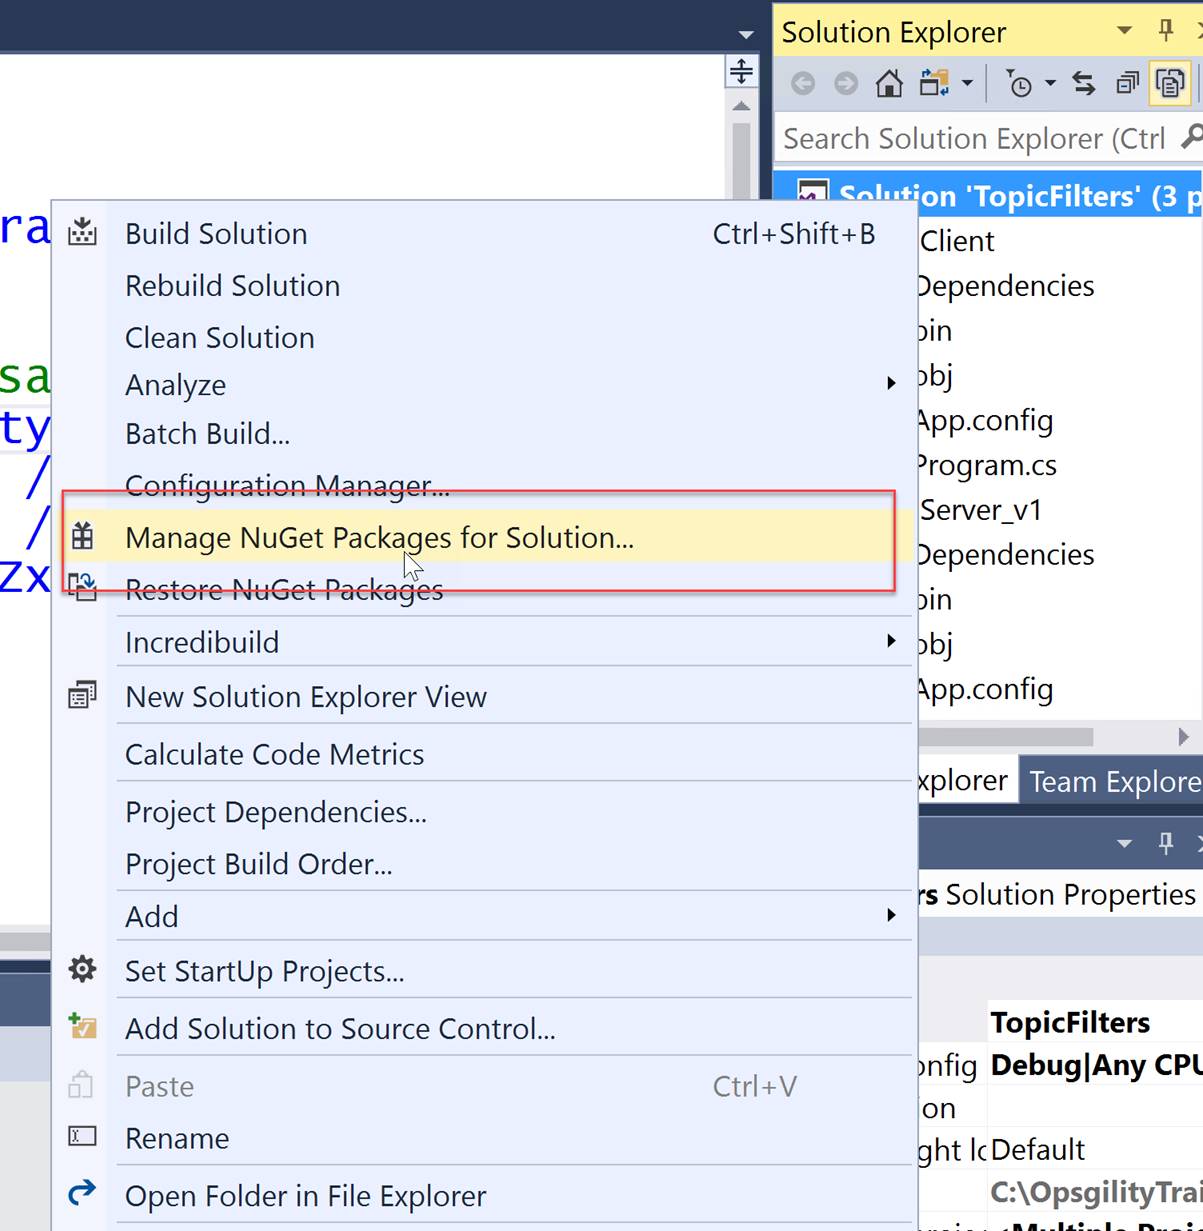 Solution Explorer
Search Solution Explorer (Ctrl
Solution 'TopicFilters' (3 p
ra
sa
ty
/
/
Zx
Build Solution Ctrl+Shift+B
Rebuild Solution
Clean Solution
Analyze
Batch Build...
Configuration Manager...
Manage NuGet Packages for Solution...
Restore NuGet Packages
Incredibuild
New Solution Explorer View
Calculate Code Metrics
Project Dependencies...
Project Build Order...
Add
Set StartUp Projects...
Add Solution to Source Control...
Paste Ctrl+V
Rename
Open Folder in File Explorer
Client
Dependencies
bin
obj
App.config
Program.cs
Server_v1
Dependencies
bin
obj
App.config
xplorer Team Explore
rs Solution Properties
TopicFilters
onfig Debug|Any CPU
ion
ght lo Default
C:\OpsgilityTrai